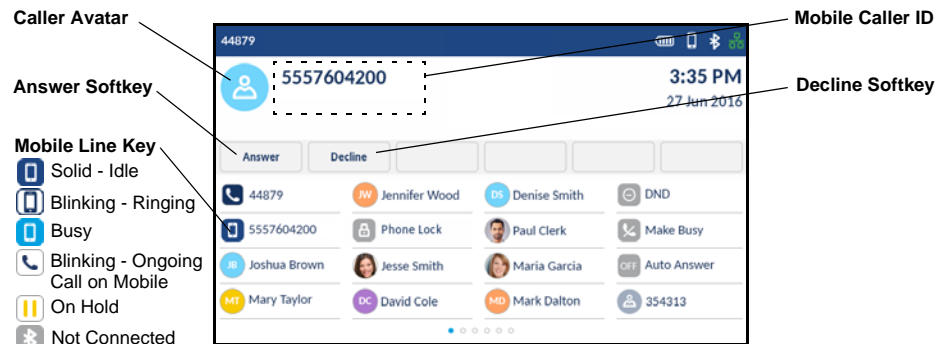 Caller Avatar
Mobile Caller ID
44879
5557604200
3:35 PM
27 Jun 2016
Answer Softkey
Decline Softkey
Mobile Line Key
Solid - Idle
Blinking - Ringing
Busy
Blinking - Ongoing
Call on Mobile
On Hold
Not Connected
Answer
Decline
44879
JW Jennifer Wood
DS Denise Smith
DND
5557604200
Phone Lock
Paul Clerk
Make Busy
JB Joshua Brown
Jesse Smith
Maria Garcia
OFF Auto Answer
MT Mary Taylor
DC David Cole
MD Mark Dalton
354313